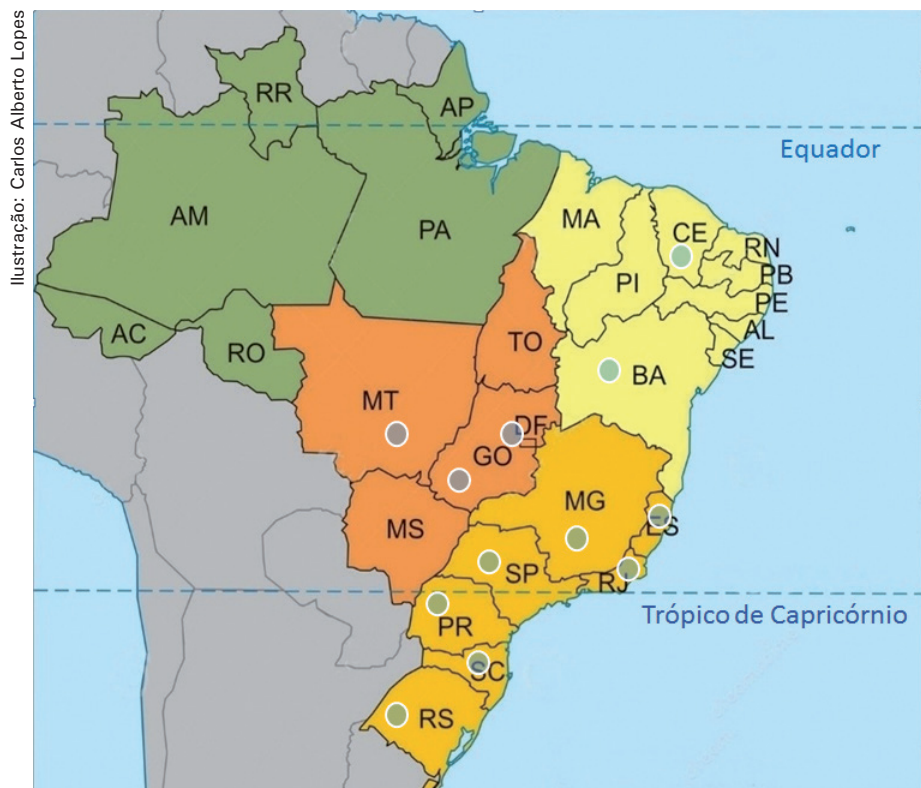 Ilustração: Carlos Alberto Lopes
RR
AP
Equador
AM
PA
MA
CE
RN
PB
PI
PE
AL
AC
RO
TO
SE
BA
MT
DF
GO
MG
ES
MS
SP
RJ
Trópico de Capricórnio
PR
SC
RS